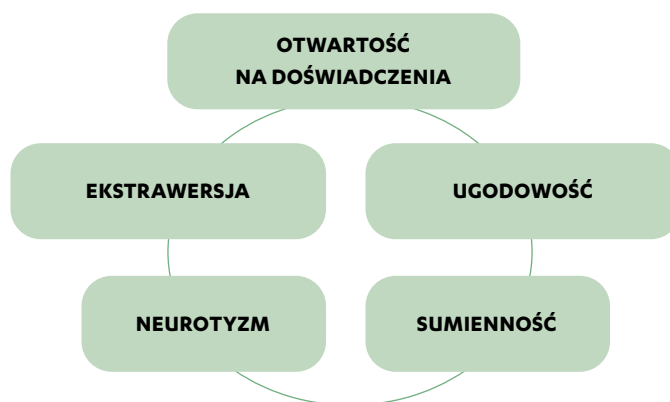 OTWARTOŚĆ
NA DOŚWIADCZENIA
EKSTRAWERSJA
UGODOWOŚĆ
NEUROTYZM
SUMIENNOŚĆ